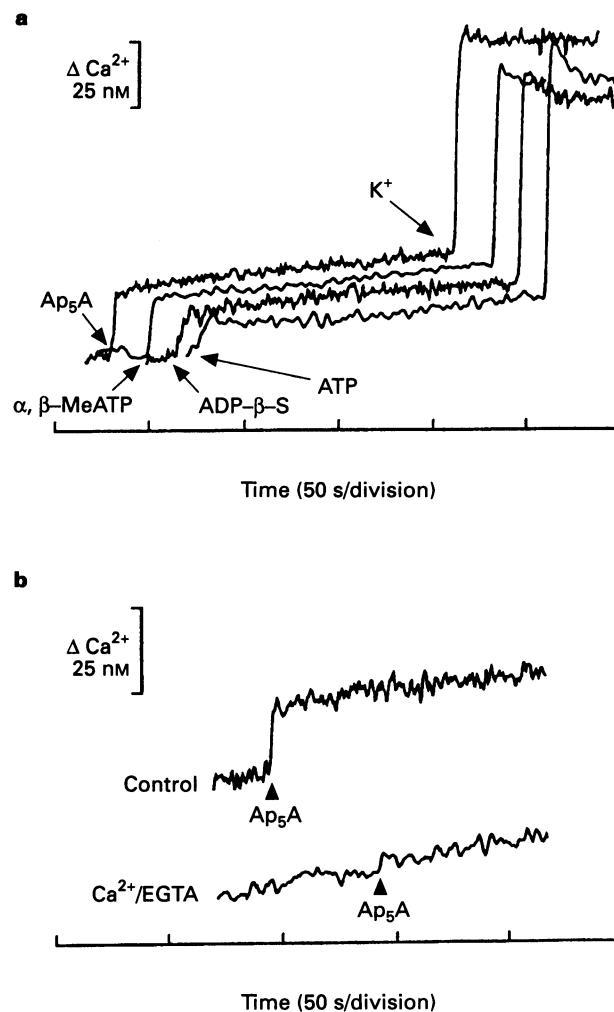 a
Δ Ca²⁺
25 nM
K⁺
Ap₅A
ATP
α, β–MeATP
ADP–β–S
Time (50 s/division)
b
Δ Ca²⁺
25 nM
Control
Ap₅A
Ca²⁺/EGTA
Ap₅A
Time (50 s/division)